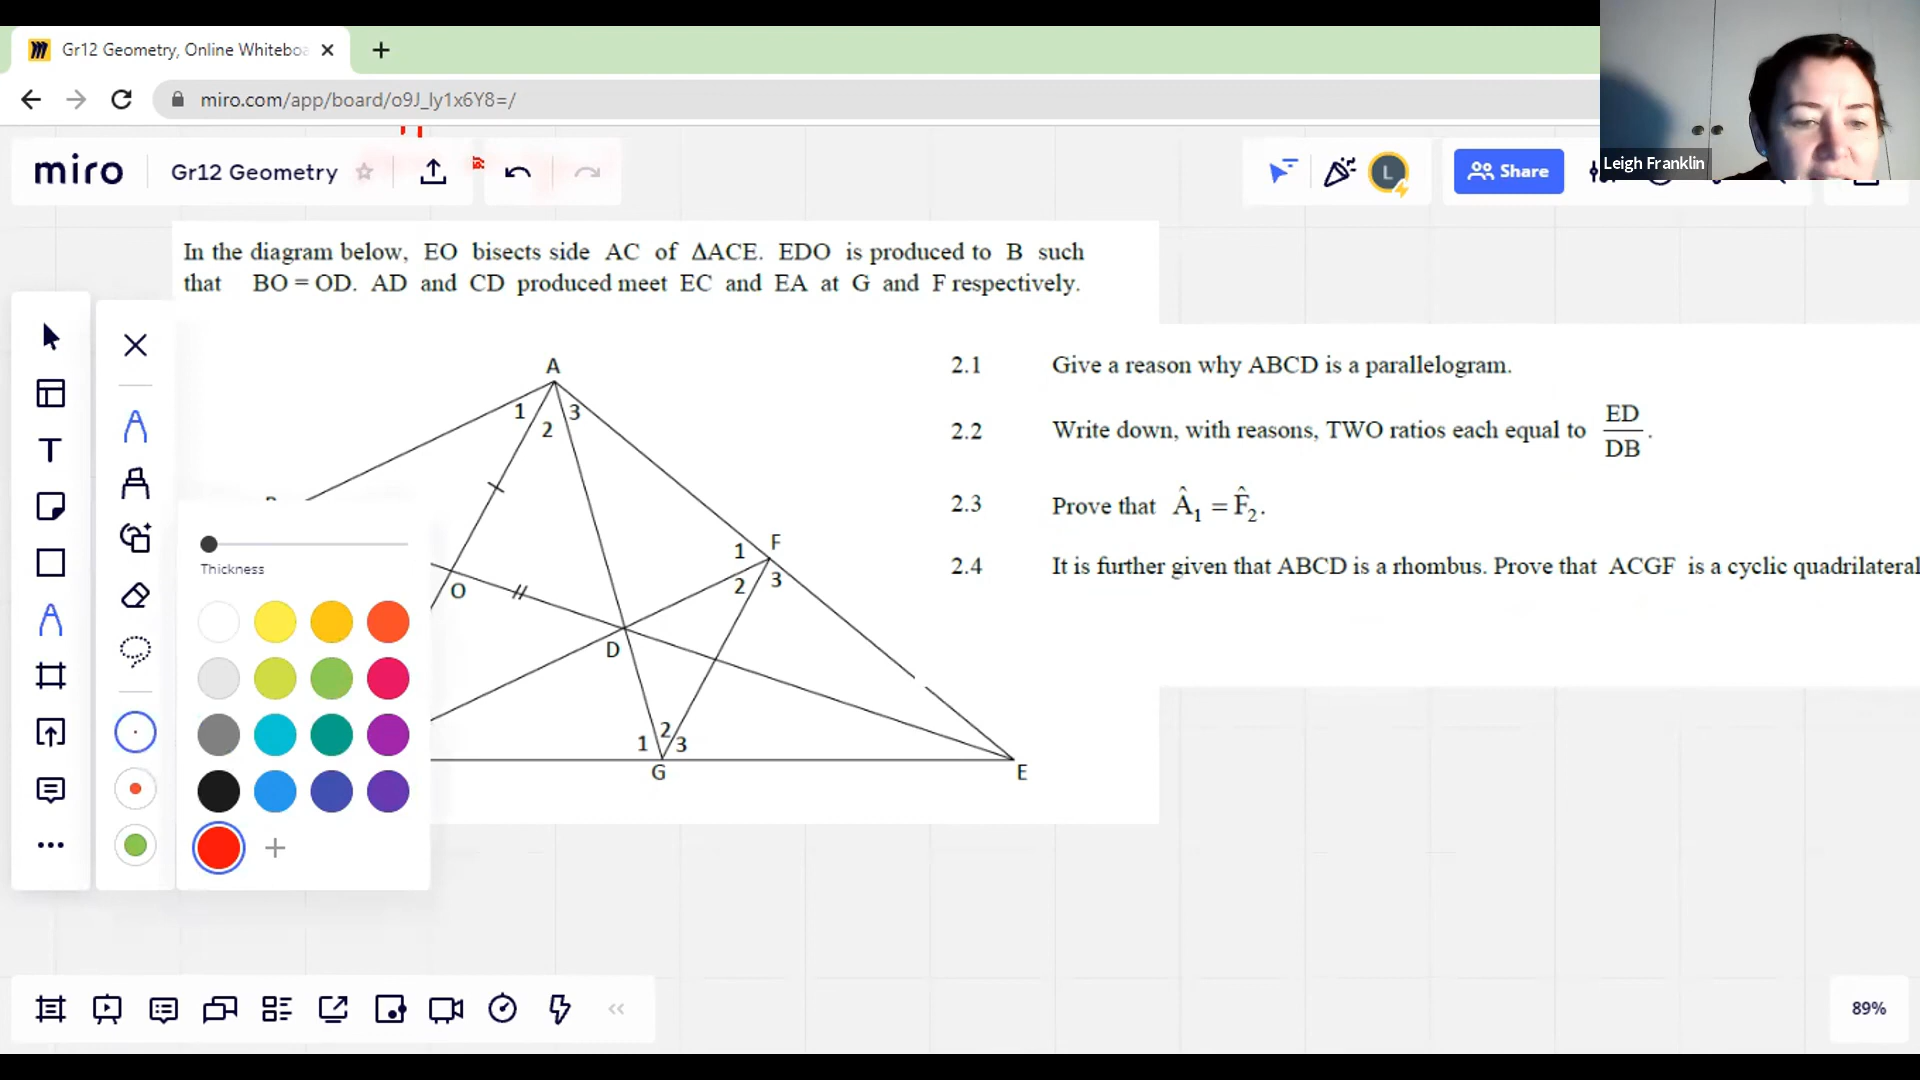 Gr12 Geometry, Online Whiteboa
miro.com/app/board/o9J_ly1x6Y8=/
miro
Gr12 Geometry
L
Share
Leigh Franklin
In the diagram below, EO bisects side AC of ΔACE. EDO is produced to B such
that BO = OD. AD and CD produced meet EC and EA at G and F respectively.
A
1
2
3
O
D
F
1
2
3
G
1
2
3
E
T
Thickness
2.1 Give a reason why ABCD is a parallelogram.
2.2 Write down, with reasons, TWO ratios each equal to ED/DB.
2.3 Prove that Â₁ = F̂₂.
2.4 It is further given that ABCD is a rhombus. Prove that ACGF is a cyclic quadrilateral
89%